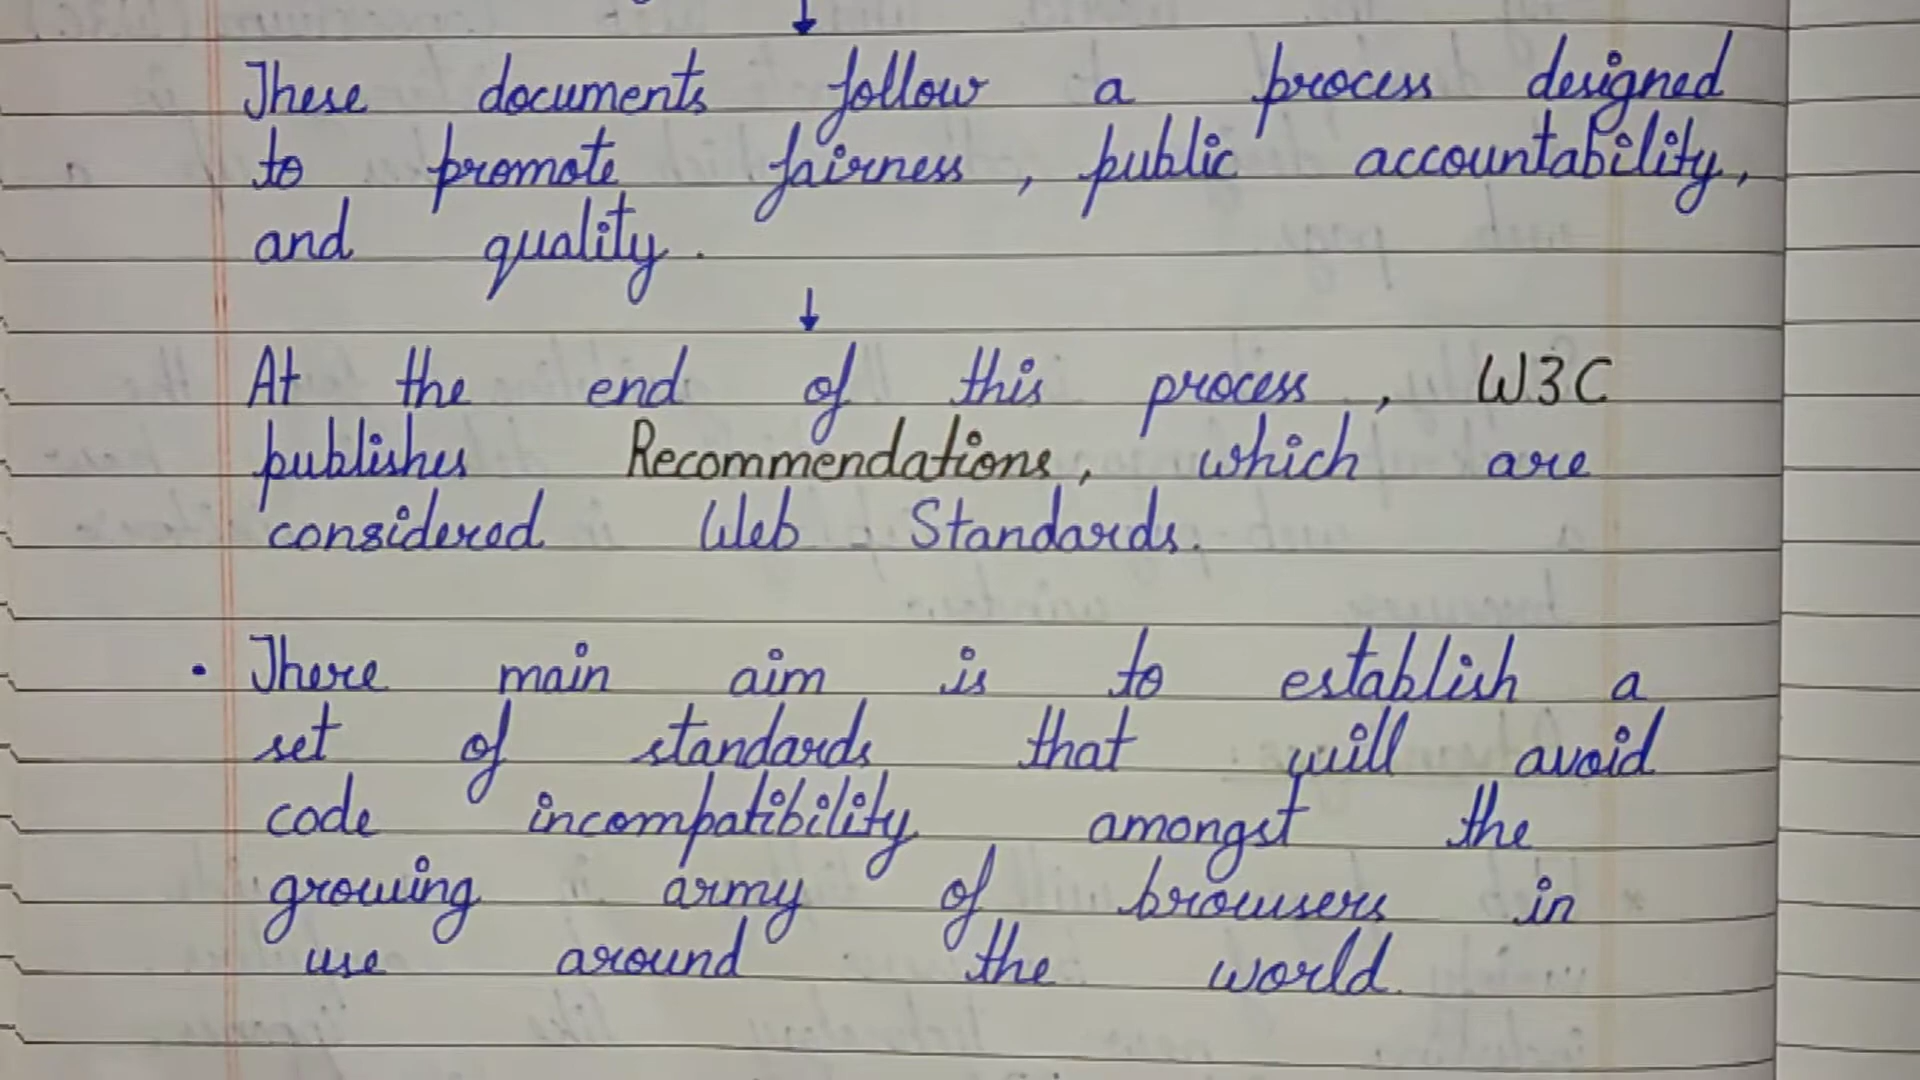 ↓
These documents follow a process designed
to promote fairness, public accountability,
and quality.
↓
At the end of this process, W3C
publishes Recommendations, which are
considered Web Standards.
• There main aim is to establish a
set of standards that will avoid
code incompatibility amongst the
growing army of browsers in
use around the world.